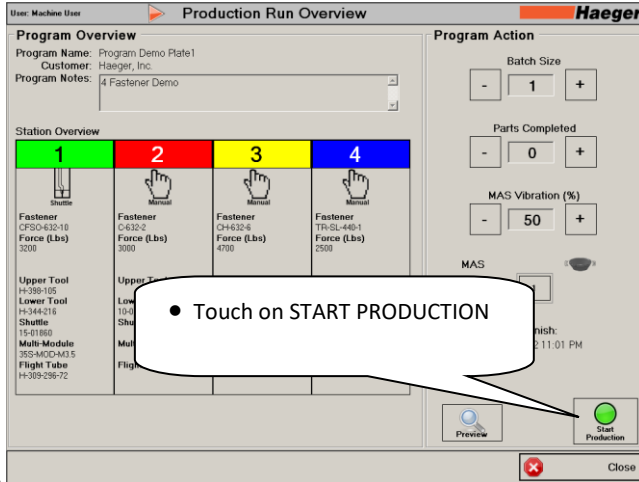 User: Machine User
Production Run Overview
Haeger
Program Overview
Program Name: Program Demo Plate1
Customer: Haeger, Inc.
Program Notes: 4 Fastener Demo
Station Overview
1 2 3 4
Shuttle Manual Manual Manual
Fastener Fastener Fastener Fastener
CFSO-632-10 C-632-2 CH-632-6 TR-SL-440-1
Force (Lbs) Force (Lbs) Force (Lbs) Force (Lbs)
3200 3000 4700 2500
Upper Tool
H-398-105
Lower Tool
H-344-216
Shuttle
15-01860
Multi-Module
35S-MOD-M3.5
Flight Tube
H-309-296-72
• Touch on START PRODUCTION
Program Action
Batch Size
- 1 +
Parts Completed
- 0 +
MAS Vibration (%)
- 50 +
MAS
11:01 PM
Preview
Start
Production
Close